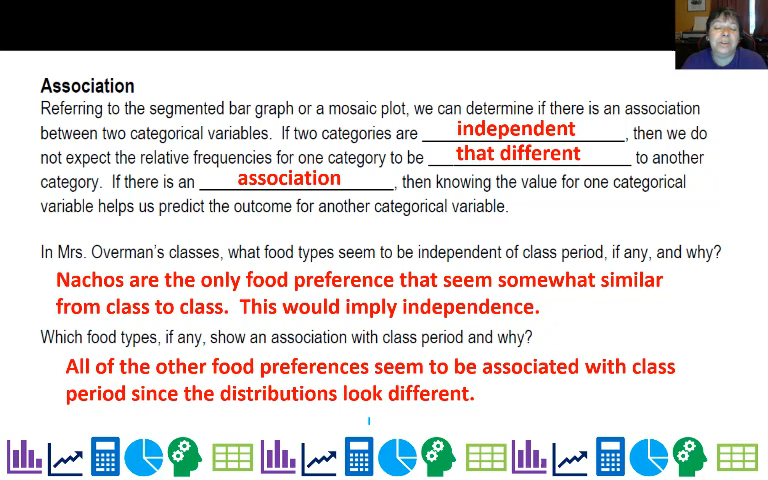 Association
Referring to the segmented bar graph or a mosaic plot, we can determine if there is an association
between two categorical variables. If two categories are independent, then we do
not expect the relative frequencies for one category to be that different to another
category. If there is an association, then knowing the value for one categorical
variable helps us predict the outcome for another categorical variable.
In Mrs. Overman's classes, what food types seem to be independent of class period, if any, and why?
Nachos are the only food preference that seem somewhat similar
from class to class. This would imply independence.
Which food types, if any, show an association with class period and why?
All of the other food preferences seem to be associated with class
period since the distributions look different.